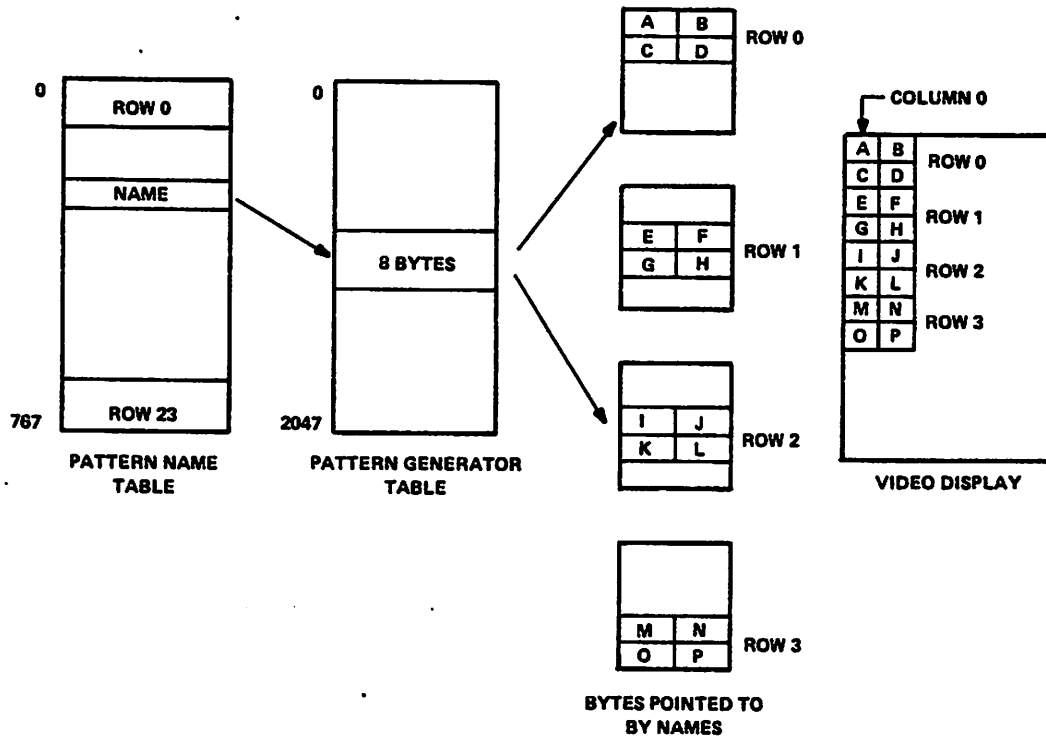 0
ROW 0
NAME
767
ROW 23
PATTERN NAME
TABLE
0
8 BYTES
2047
PATTERN GENERATOR
TABLE
A B
C D
ROW 0
E F
G H
ROW 1
I J
K L
ROW 2
M N
O P
ROW 3
BYTES POINTED TO
BY NAMES
COLUMN 0
A B
C D
ROW 0
E F
G H
ROW 1
I J
K L
ROW 2
M N
O P
ROW 3
VIDEO DISPLAY